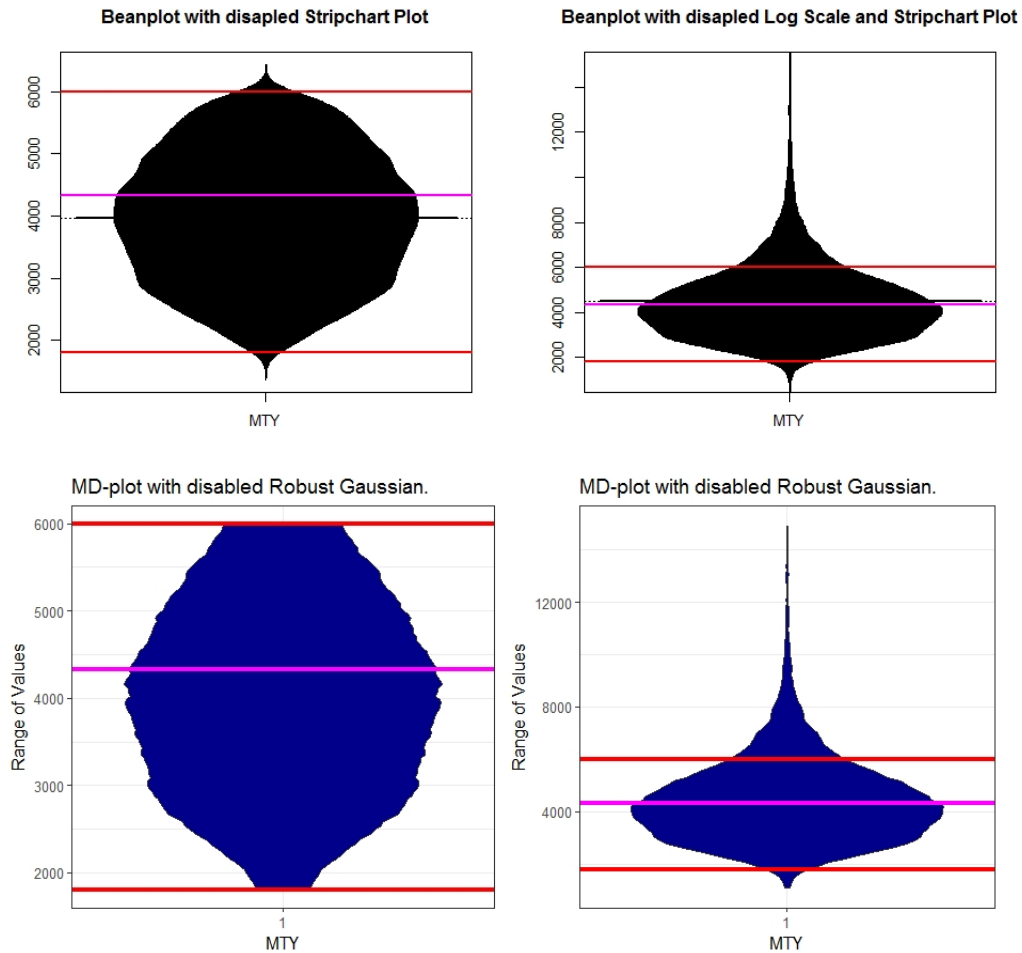 Beanplot with disapled Stripchart Plot
6000
5000
4000
3000
2000
MTY
Beanplot with disapled Log Scale and Stripchart Plot
12000
8000
6000
4000
2000
MTY
MD-plot with disabled Robust Gaussian.
Range of Values
6000
5000
4000
3000
2000
1
MTY
MD-plot with disabled Robust Gaussian.
Range of Values
12000
8000
4000
1
MTY